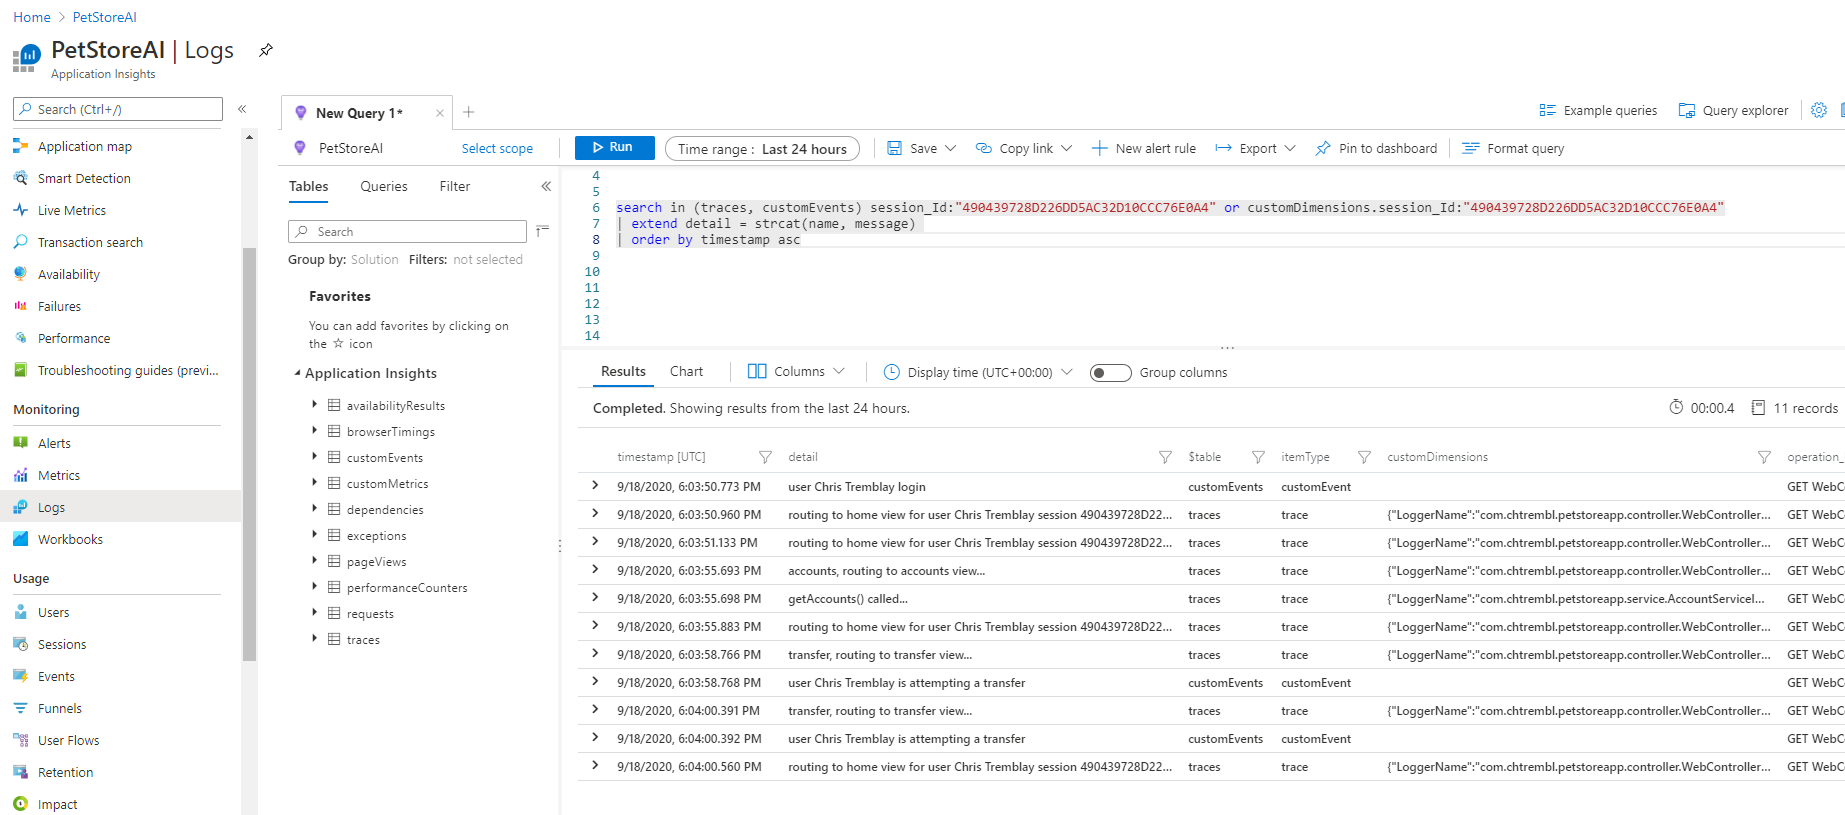 Home > PetStoreAI
PetStoreAI | Logs
Application Insights
Search (Ctrl+/)
«
Application map
Smart Detection
Live Metrics
Transaction search
Availability
Failures
Performance
Troubleshooting guides (previ...
Monitoring
Alerts
Metrics
Logs
Workbooks
Usage
Users
Sessions
Events
Funnels
User Flows
Retention
Impact
New Query 1*
Example queries
Query explorer
PetStoreAI
Select scope
Run
Time range : Last 24 hours
Save
Copy link
New alert rule
Export
Pin to dashboard
Format query
Tables
Queries
Filter
«
Search
Group by: Solution Filters: not selected
Favorites
You can add favorites by clicking on
the ☆ icon
Application Insights
availabilityResults
browserTimings
customEvents
customMetrics
dependencies
exceptions
pageViews
performanceCounters
requests
traces
4
5
6 search in (traces, customEvents) session_Id:"490439728D226DD5AC32D10CCC76E0A4" or customDimensions.session_Id:"490439728D226DD5AC32D10CCC76E0A4"
7 | extend detail = strcat(name, message)
8 | order by timestamp asc
9
10
11
12
13
14
Results
Chart
Columns
Display time (UTC+00:00)
Group columns
Completed. Showing results from the last 24 hours.
00:00.4
11 records
timestamp [UTC] detail $table itemType customDimensions operation_
9/18/2020, 6:03:50.773 PM user Chris Tremblay login customEvents customEvent GET WebC
9/18/2020, 6:03:50.960 PM routing to home view for user Chris Tremblay session 490439728D22... traces trace {"LoggerName":"com.chtrembl.petstoreapp.controller.WebController... GET WebC
9/18/2020, 6:03:51.133 PM routing to home view for user Chris Tremblay session 490439728D22... traces trace {"LoggerName":"com.chtrembl.petstoreapp.controller.WebController... GET WebC
9/18/2020, 6:03:55.693 PM accounts, routing to accounts view... traces trace {"LoggerName":"com.chtrembl.petstoreapp.controller.WebController... GET WebC
9/18/2020, 6:03:55.698 PM getAccounts() called... traces trace {"LoggerName":"com.chtrembl.petstoreapp.service.AccountServiceI... GET WebC
9/18/2020, 6:03:55.883 PM routing to home view for user Chris Tremblay session 490439728D22... traces trace {"LoggerName":"com.chtrembl.petstoreapp.controller.WebController... GET WebC
9/18/2020, 6:03:58.766 PM transfer, routing to transfer view... traces trace {"LoggerName":"com.chtrembl.petstoreapp.controller.WebController... GET WebC
9/18/2020, 6:03:58.768 PM user Chris Tremblay is attempting a transfer customEvents customEvent GET WebC
9/18/2020, 6:04:00.391 PM transfer, routing to transfer view... traces trace {"LoggerName":"com.chtrembl.petstoreapp.controller.WebController... GET WebC
9/18/2020, 6:04:00.392 PM user Chris Tremblay is attempting a transfer customEvents customEvent GET WebC
9/18/2020, 6:04:00.560 PM routing to home view for user Chris Tremblay session 490439728D22... traces trace {"LoggerName":"com.chtrembl.petstoreapp.controller.WebController... GET WebC